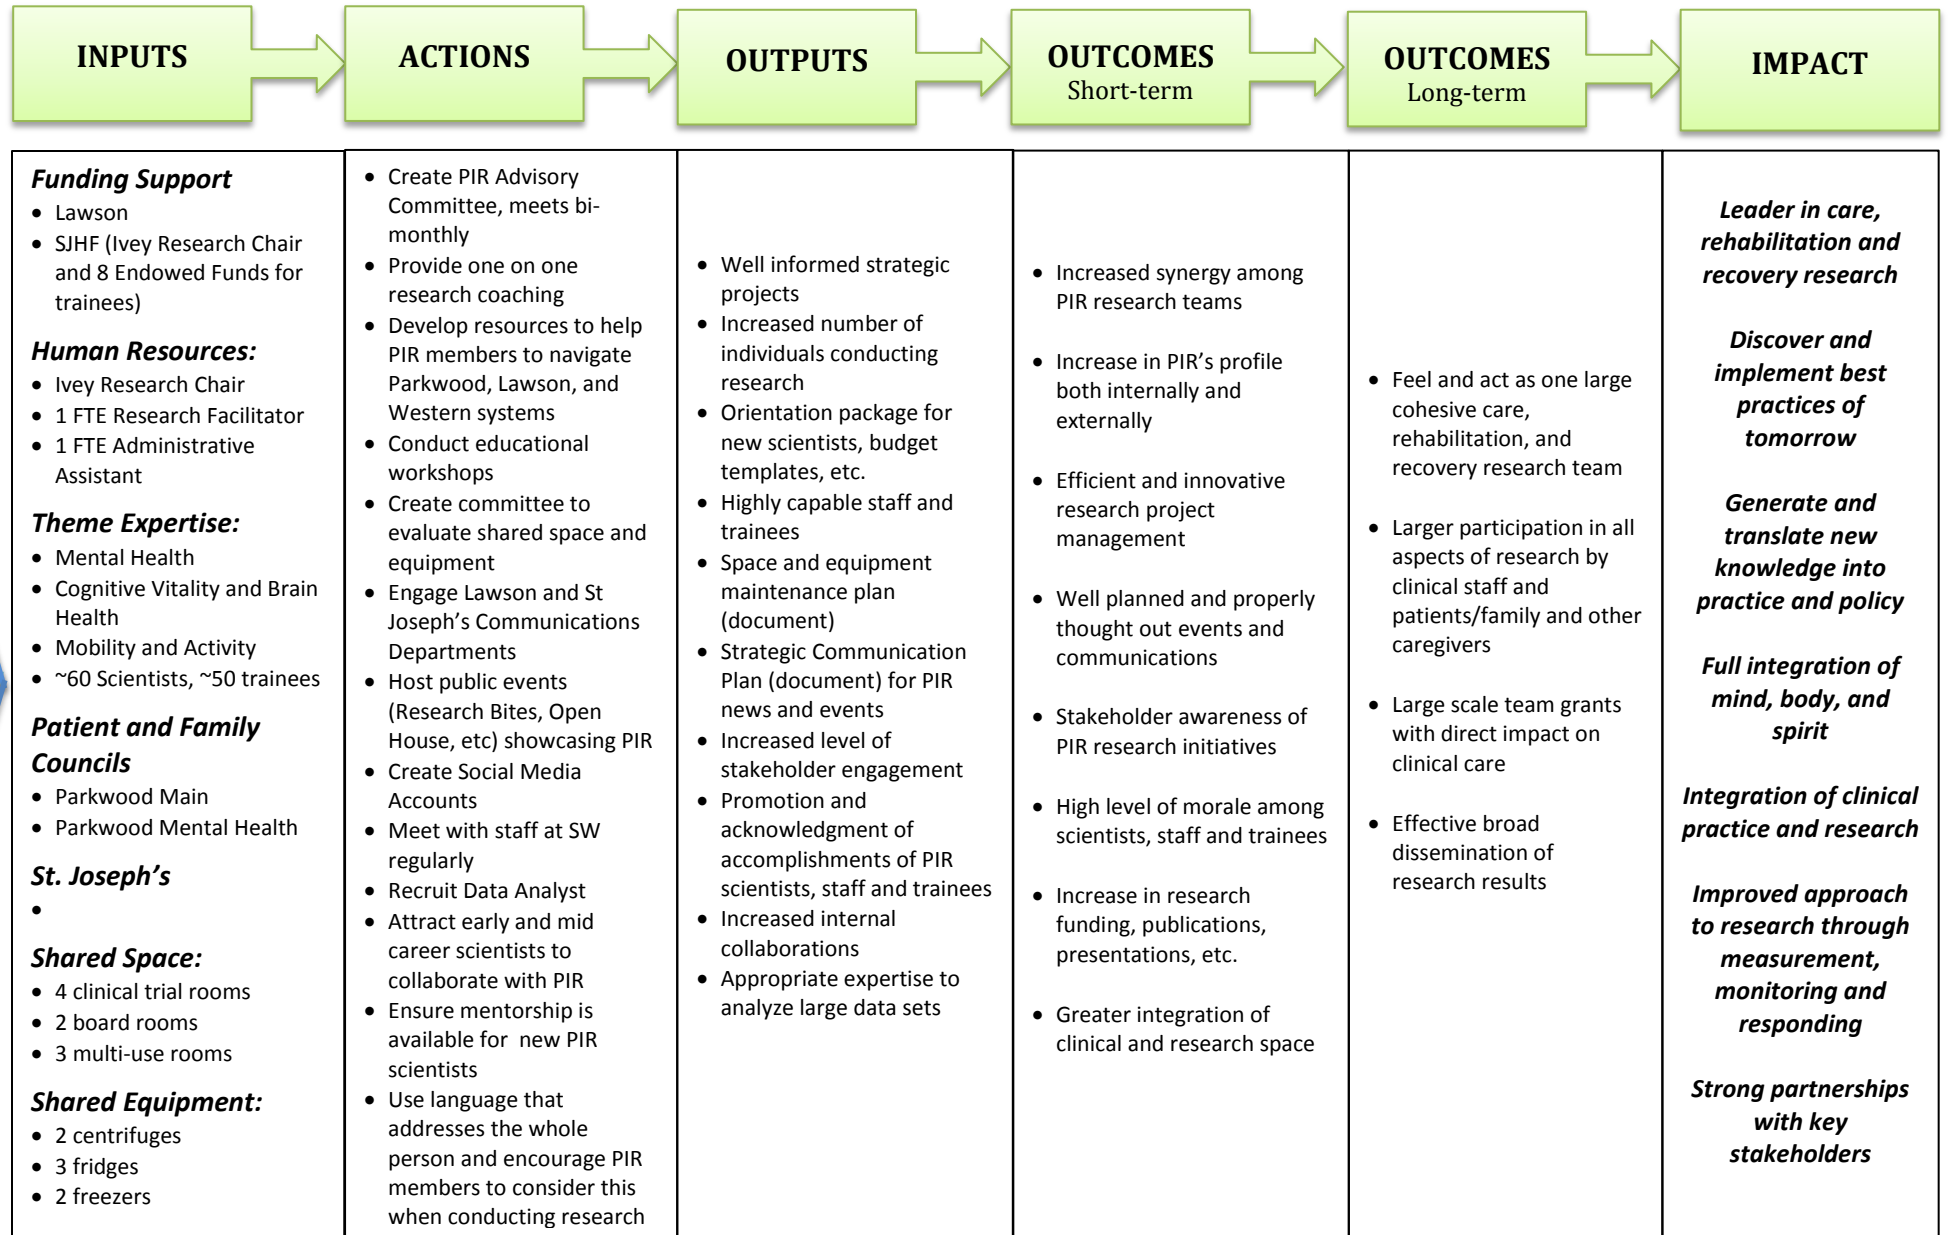 INPUTS
ACTIONS
OUTPUTS
OUTCOMES
Short-term
OUTCOMES
Long-term
IMPACT
Funding Support
• Lawson
• SJHF (Ivey Research Chair
and 8 Endowed Funds for
trainees)
Human Resources:
• Ivey Research Chair
• 1 FTE Research Facilitator
• 1 FTE Administrative
Assistant
Theme Expertise:
• Mental Health
• Cognitive Vitality and Brain
Health
• Mobility and Activity
• ~60 Scientists, ~50 trainees
Patient and Family
Councils
• Parkwood Main
• Parkwood Mental Health
St. Joseph’s
•
Shared Space:
• 4 clinical trial rooms
• 2 board rooms
• 3 multi-use rooms
Shared Equipment:
• 2 centrifuges
• 3 fridges
• 2 freezers
• Create PIR Advisory
Committee, meets bi-
monthly
• Provide one on one
research coaching
• Develop resources to help
PIR members to navigate
Parkwood, Lawson, and
Western systems
• Conduct educational
workshops
• Create committee to
evaluate shared space and
equipment
• Engage Lawson and St
Joseph’s Communications
Departments
• Host public events
(Research Bites, Open
House, etc) showcasing PIR
• Create Social Media
Accounts
• Meet with staff at SW
regularly
• Recruit Data Analyst
• Attract early and mid
career scientists to
collaborate with PIR
• Ensure mentorship is
available for new PIR
scientists
• Use language that
addresses the whole
person and encourage PIR
members to consider this
when conducting research
• Well informed strategic
projects
• Increased number of
individuals conducting
research
• Orientation package for
new scientists, budget
templates, etc.
• Highly capable staff and
trainees
• Space and equipment
maintenance plan
(document)
• Strategic Communication
Plan (document) for PIR
news and events
• Increased level of
stakeholder engagement
• Promotion and
acknowledgment of
accomplishments of PIR
scientists, staff and trainees
• Increased internal
collaborations
• Appropriate expertise to
analyze large data sets
• Increased synergy among
PIR research teams
• Increase in PIR’s profile
both internally and
externally
• Efficient and innovative
research project
management
• Well planned and properly
thought out events and
communications
• Stakeholder awareness of
PIR research initiatives
• High level of morale among
scientists, staff and trainees
• Increase in research
funding, publications,
presentations, etc.
• Greater integration of
clinical and research space
• Feel and act as one large
cohesive care,
rehabilitation, and
recovery research team
• Larger participation in all
aspects of research by
clinical staff and
patients/family and other
caregivers
• Large scale team grants
with direct impact on
clinical care
• Effective broad
dissemination of
research results
Leader in care,
rehabilitation and
recovery research
Discover and
implement best
practices of
tomorrow
Generate and
translate new
knowledge into
practice and policy
Full integration of
mind, body, and
spirit
Integration of clinical
practice and research
Improved approach
to research through
measurement,
monitoring and
responding
Strong partnerships
with key
stakeholders